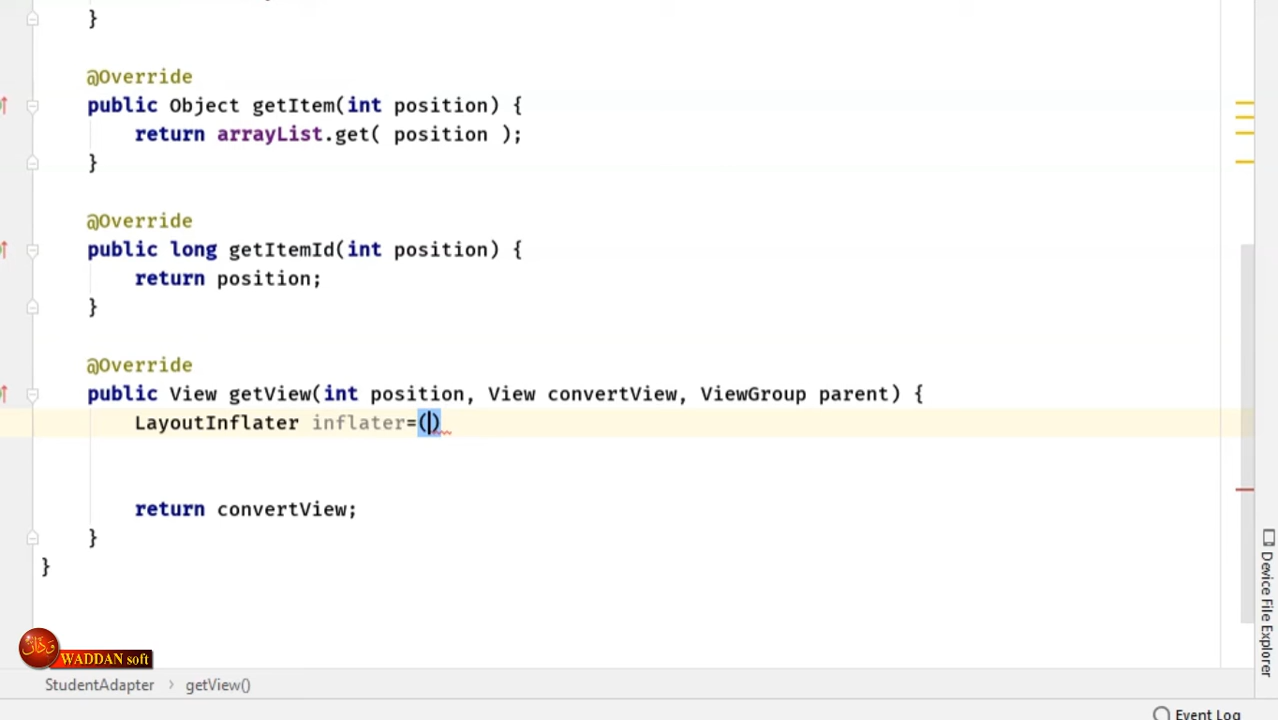 }
@Override
public Object getItem(int position) {
return arrayList.get( position );
}
@Override
public long getItemId(int position) {
return position;
}
@Override
public View getView(int position, View convertView, ViewGroup parent) {
LayoutInflater inflater=()
return convertView;
}
}
Device File Explorer
ودّان
WADDAN soft
StudentAdapter › getView()
Event Log